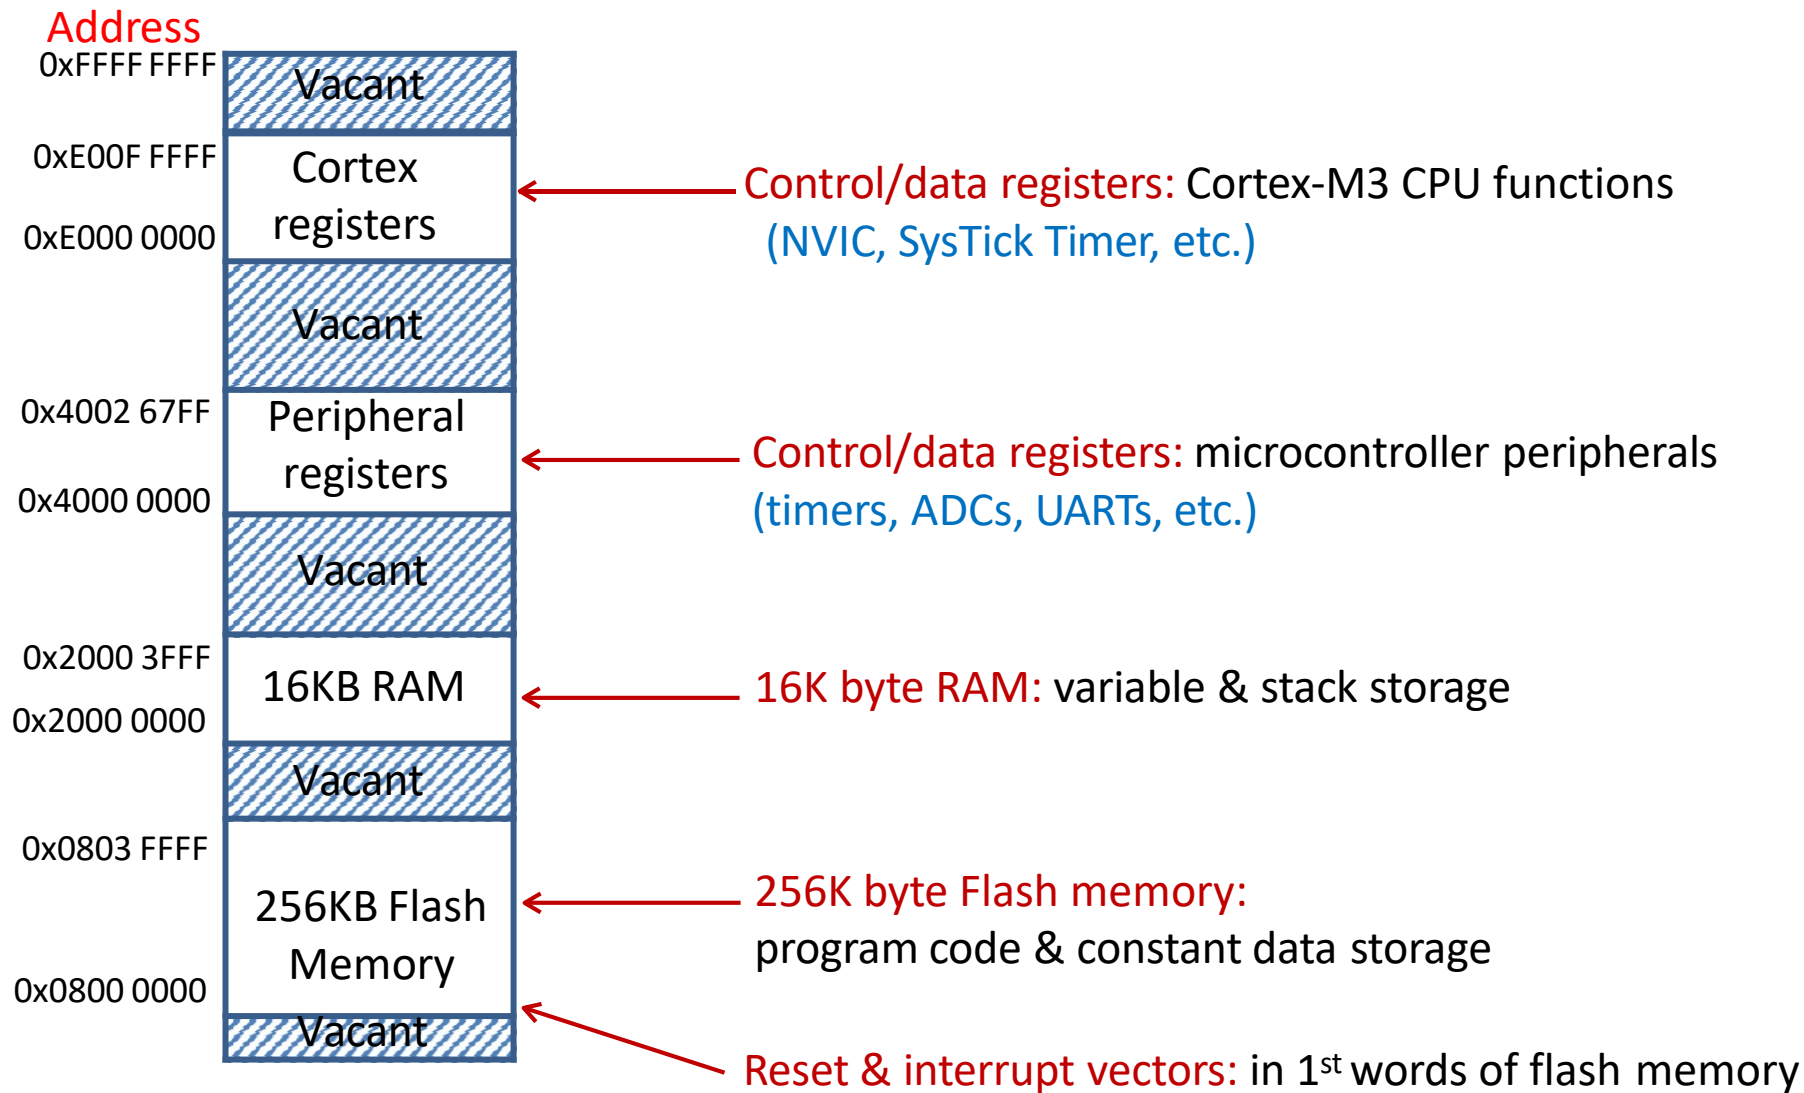 Address
0xFFFF FFFF
Vacant
0xE00F FFFF
Cortex
registers
0xE000 0000
Control/data registers: Cortex-M3 CPU functions
(NVIC, SysTick Timer, etc.)
Vacant
0x4002 67FF
Peripheral
registers
0x4000 0000
Control/data registers: microcontroller peripherals
(timers, ADCs, UARTs, etc.)
Vacant
0x2000 3FFF
16KB RAM
0x2000 0000
16K byte RAM: variable & stack storage
Vacant
0x0803 FFFF
256KB Flash
Memory
0x0800 0000
256K byte Flash memory:
program code & constant data storage
Vacant
Reset & interrupt vectors: in 1st words of flash memory